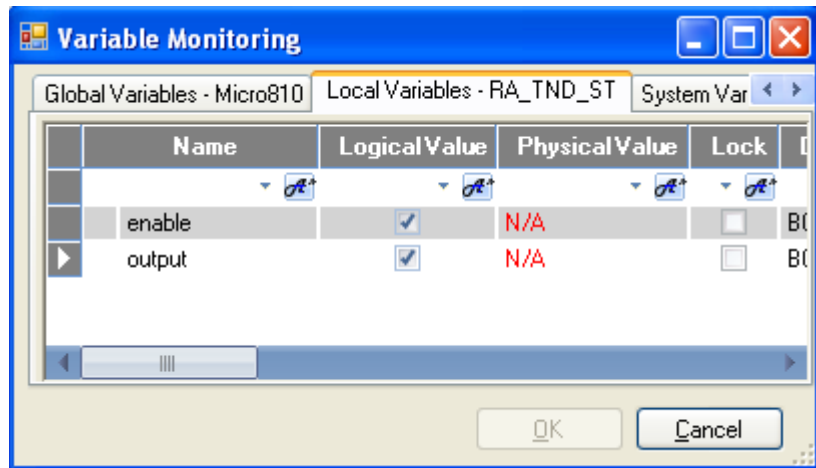 Variable Monitoring
Global Variables - Micro810 Local Variables - RA_TND_ST System Var
Name Logical Value Physical Value Lock
enable N/A
output N/A
OK Cancel